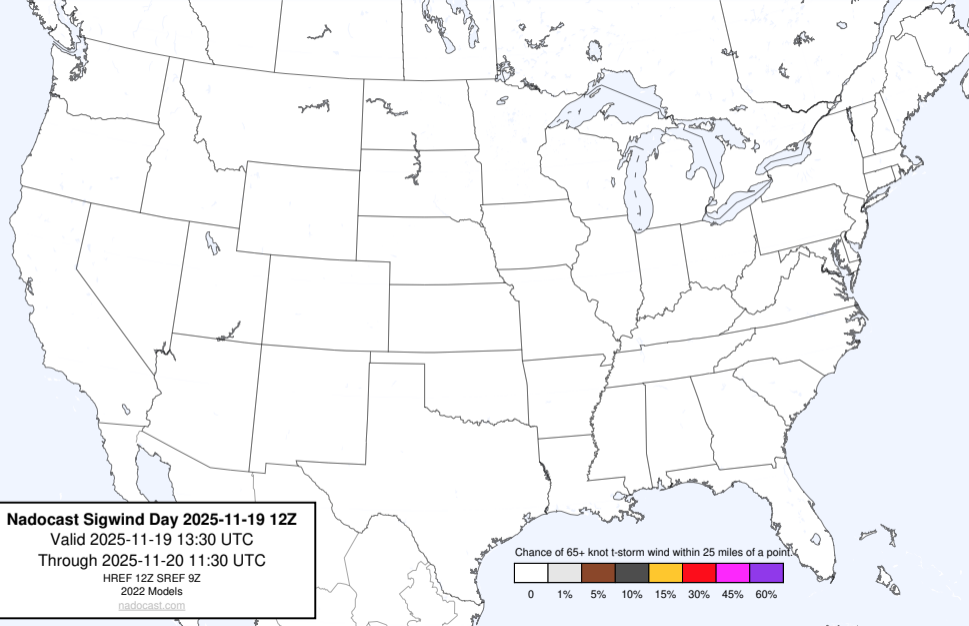 Nadocast Sigwind Day 2025-11-19 12Z
Valid 2025-11-19 13:30 UTC
Through 2025-11-20 11:30 UTC
HREF 12Z SREF 9Z
2022 Models
nadocast.com
Chance of 65+ knot t-storm wind within 25 miles of a point.
0 1% 5% 10% 15% 30% 45% 60%